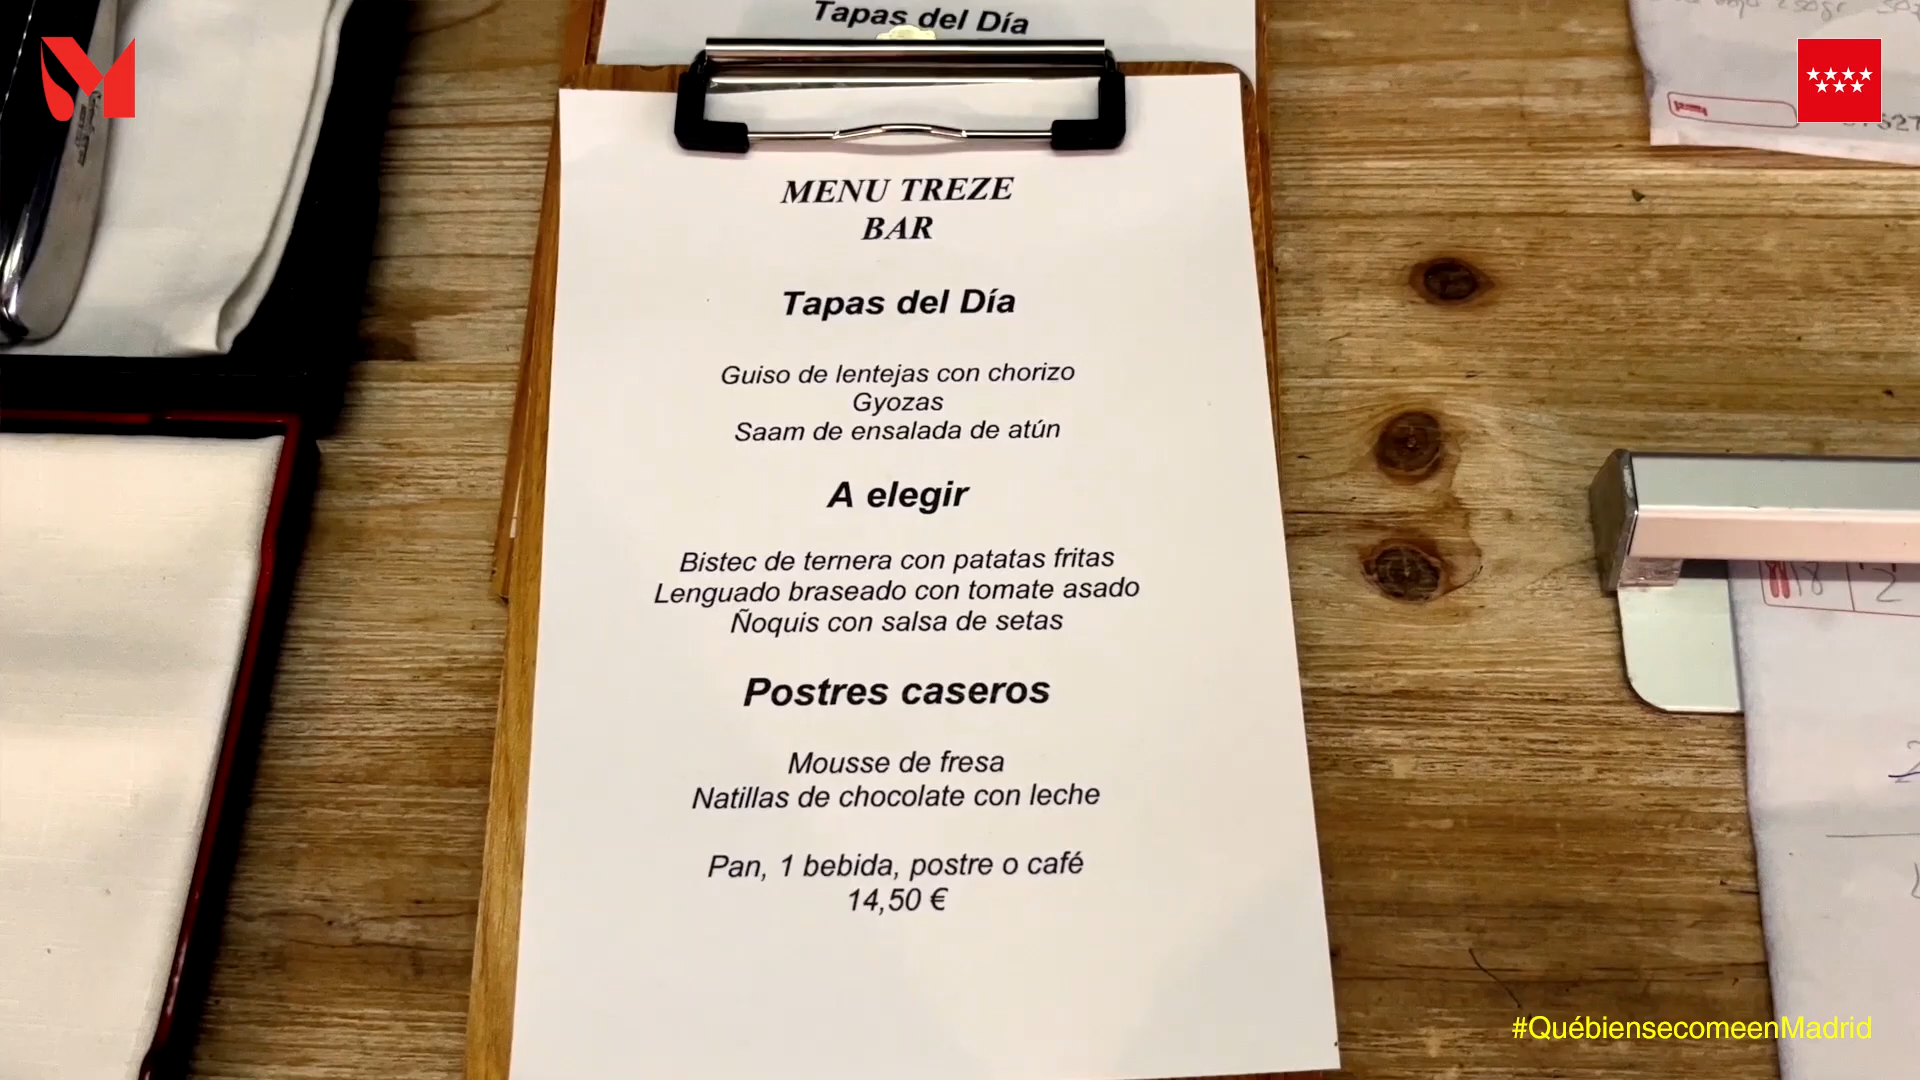 Tapas del Día
MENU TREZE
BAR
Tapas del Día
Guiso de lentejas con chorizo
Gyozas
Saam de ensalada de atún
A elegir
Bistec de ternera con patatas fritas
Lenguado braseado con tomate asado
Ñoquis con salsa de setas
Postres caseros
Mousse de fresa
Natillas de chocolate con leche
Pan, 1 bebida, postre o café
14,50 €
#QuébiensecomeenMadrid